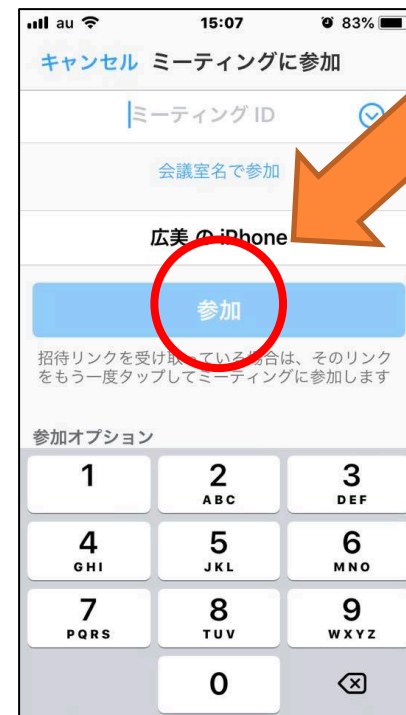 au 15:07 83%
キャンセル ミーティングに参加
ミーティング ID
会議室名で参加
広美 の iPhone
参加
招待リンクを受け取っている場合は、そのリンク
をもう一度タップしてミーティングに参加します
参加オプション
1 2 3
ABC DEF
4 5 6
GHI JKL MNO
7 8 9
PQRS TUV WXYZ
0